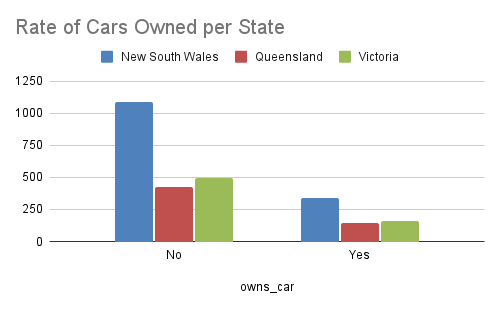 Rate of Cars Owned per State
New South Wales Queensland Victoria
1250
1000
750
500
250
0
No Yes
owns_car